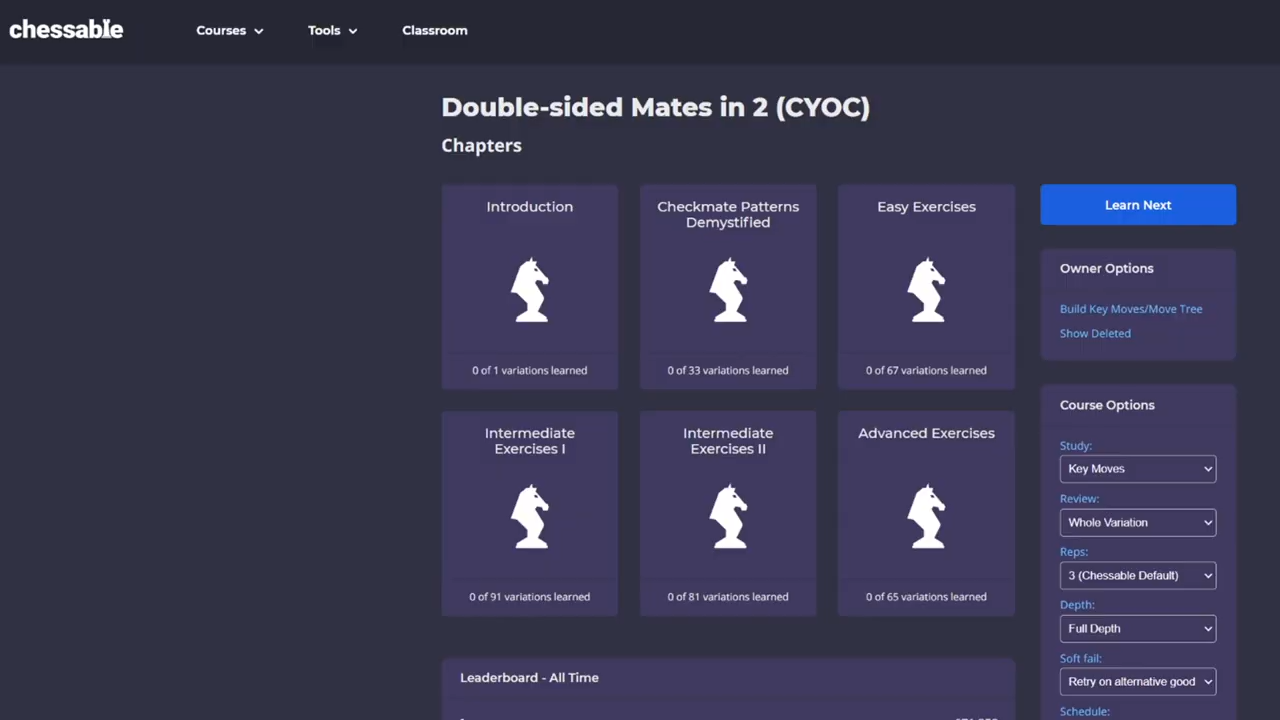 chessable
Courses
Tools
Classroom
Double-sided Mates in 2 (CYOC)
Chapters
Introduction
0 of 1 variations learned
Checkmate Patterns
Demystified
0 of 33 variations learned
Easy Exercises
0 of 67 variations learned
Intermediate
Exercises I
0 of 91 variations learned
Intermediate
Exercises II
0 of 81 variations learned
Advanced Exercises
0 of 65 variations learned
Leaderboard - All Time
Learn Next
Owner Options
Build Key Moves/Move Tree
Show Deleted
Course Options
Study:
Key Moves
Review:
Whole Variation
Reps:
3 (Chessable Default)
Depth:
Full Depth
Soft fail:
Retry on alternative good
Schedule: